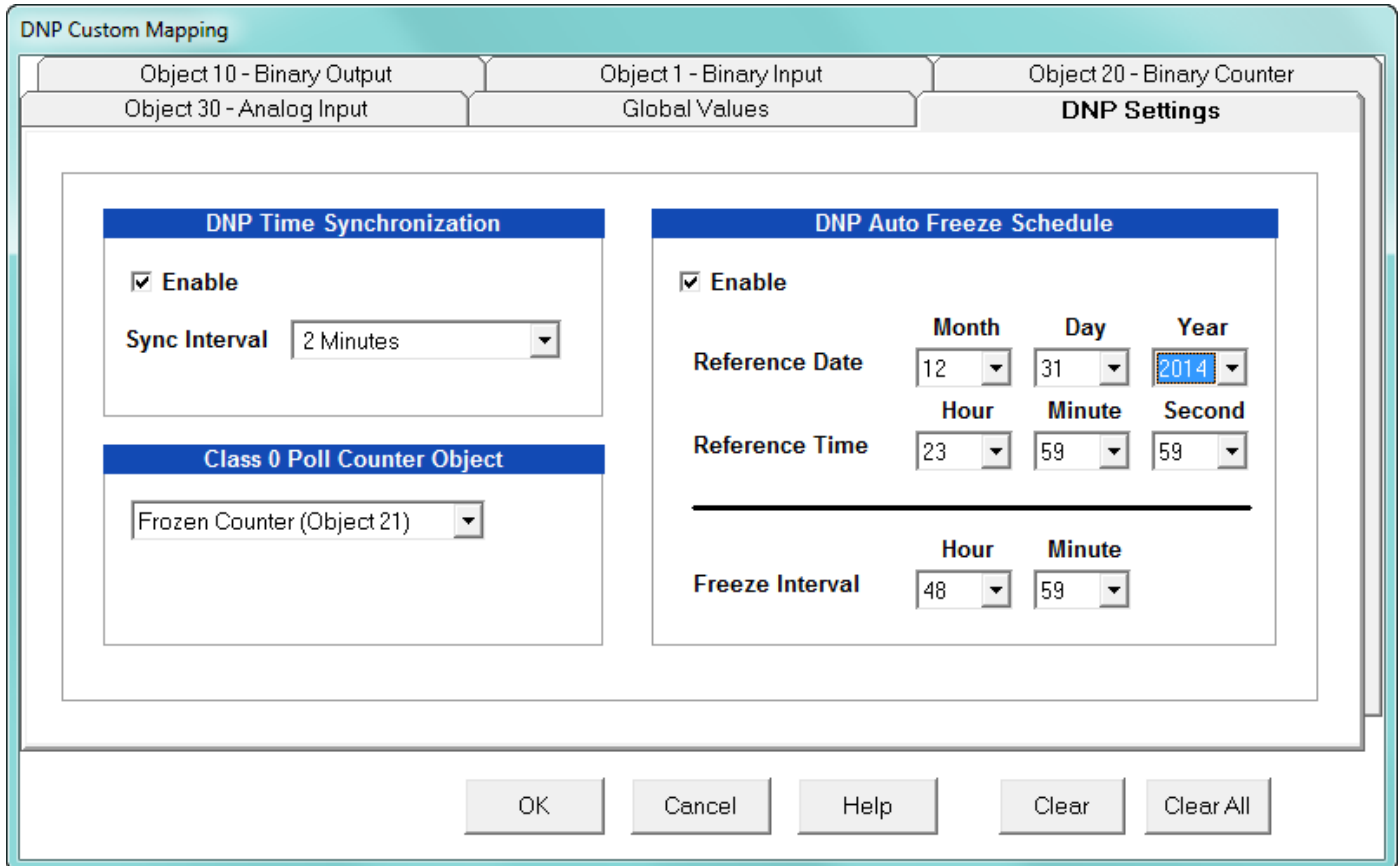 DNP Custom Mapping
Object 10 - Binary Output
Object 1 - Binary Input
Object 20 - Binary Counter
Object 30 - Analog Input
Global Values
DNP Settings
DNP Time Synchronization
Enable
Sync Interval 2 Minutes
Class 0 Poll Counter Object
Frozen Counter (Object 21)
DNP Auto Freeze Schedule
Enable
Month Day Year
Reference Date 12 31 2014
Hour Minute Second
Reference Time 23 59 59
Hour Minute
Freeze Interval 48 59
OK Cancel Help Clear Clear All